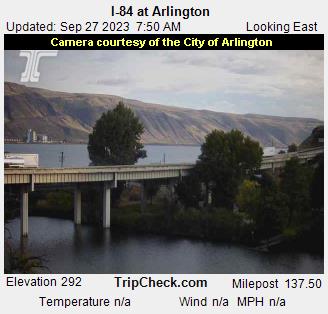 I-84 at Arlington
Updated: Sep 27 2023 7:50 AM Looking East
Camera courtesy of the City of Arlington
Elevation 292 TripCheck.com Milepost 137.50
Temperature n/a Wind n/a MPH n/a